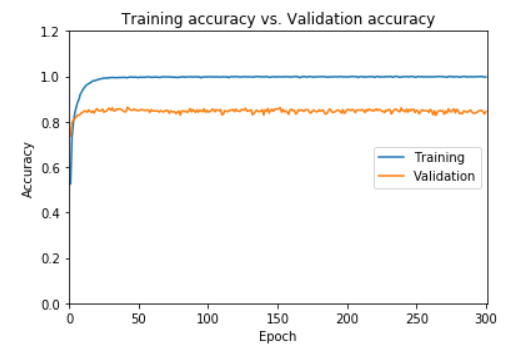 Training accuracy vs. Validation accuracy
1.2
1.0
0.8
0.6
0.4
0.2
0.0
Accuracy
Training
Validation
0 50 100 150 200 250 300
Epoch